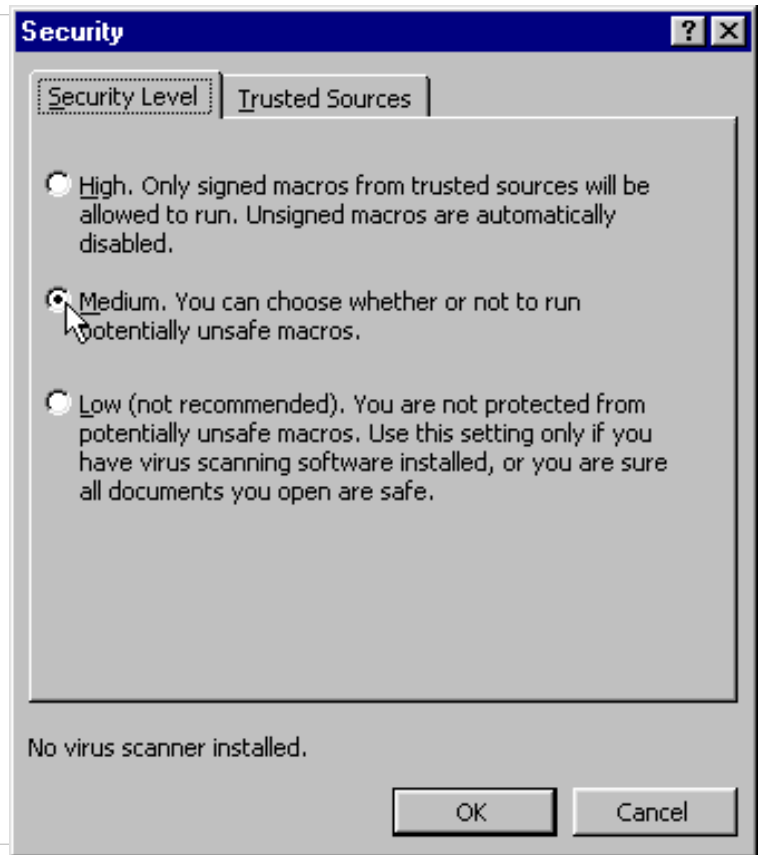 Security
Security Level
Trusted Sources
High. Only signed macros from trusted sources will be
allowed to run. Unsigned macros are automatically
disabled.
Medium. You can choose whether or not to run
potentially unsafe macros.
Low (not recommended). You are not protected from
potentially unsafe macros. Use this setting only if you
have virus scanning software installed, or you are sure
all documents you open are safe.
No virus scanner installed.
OK
Cancel